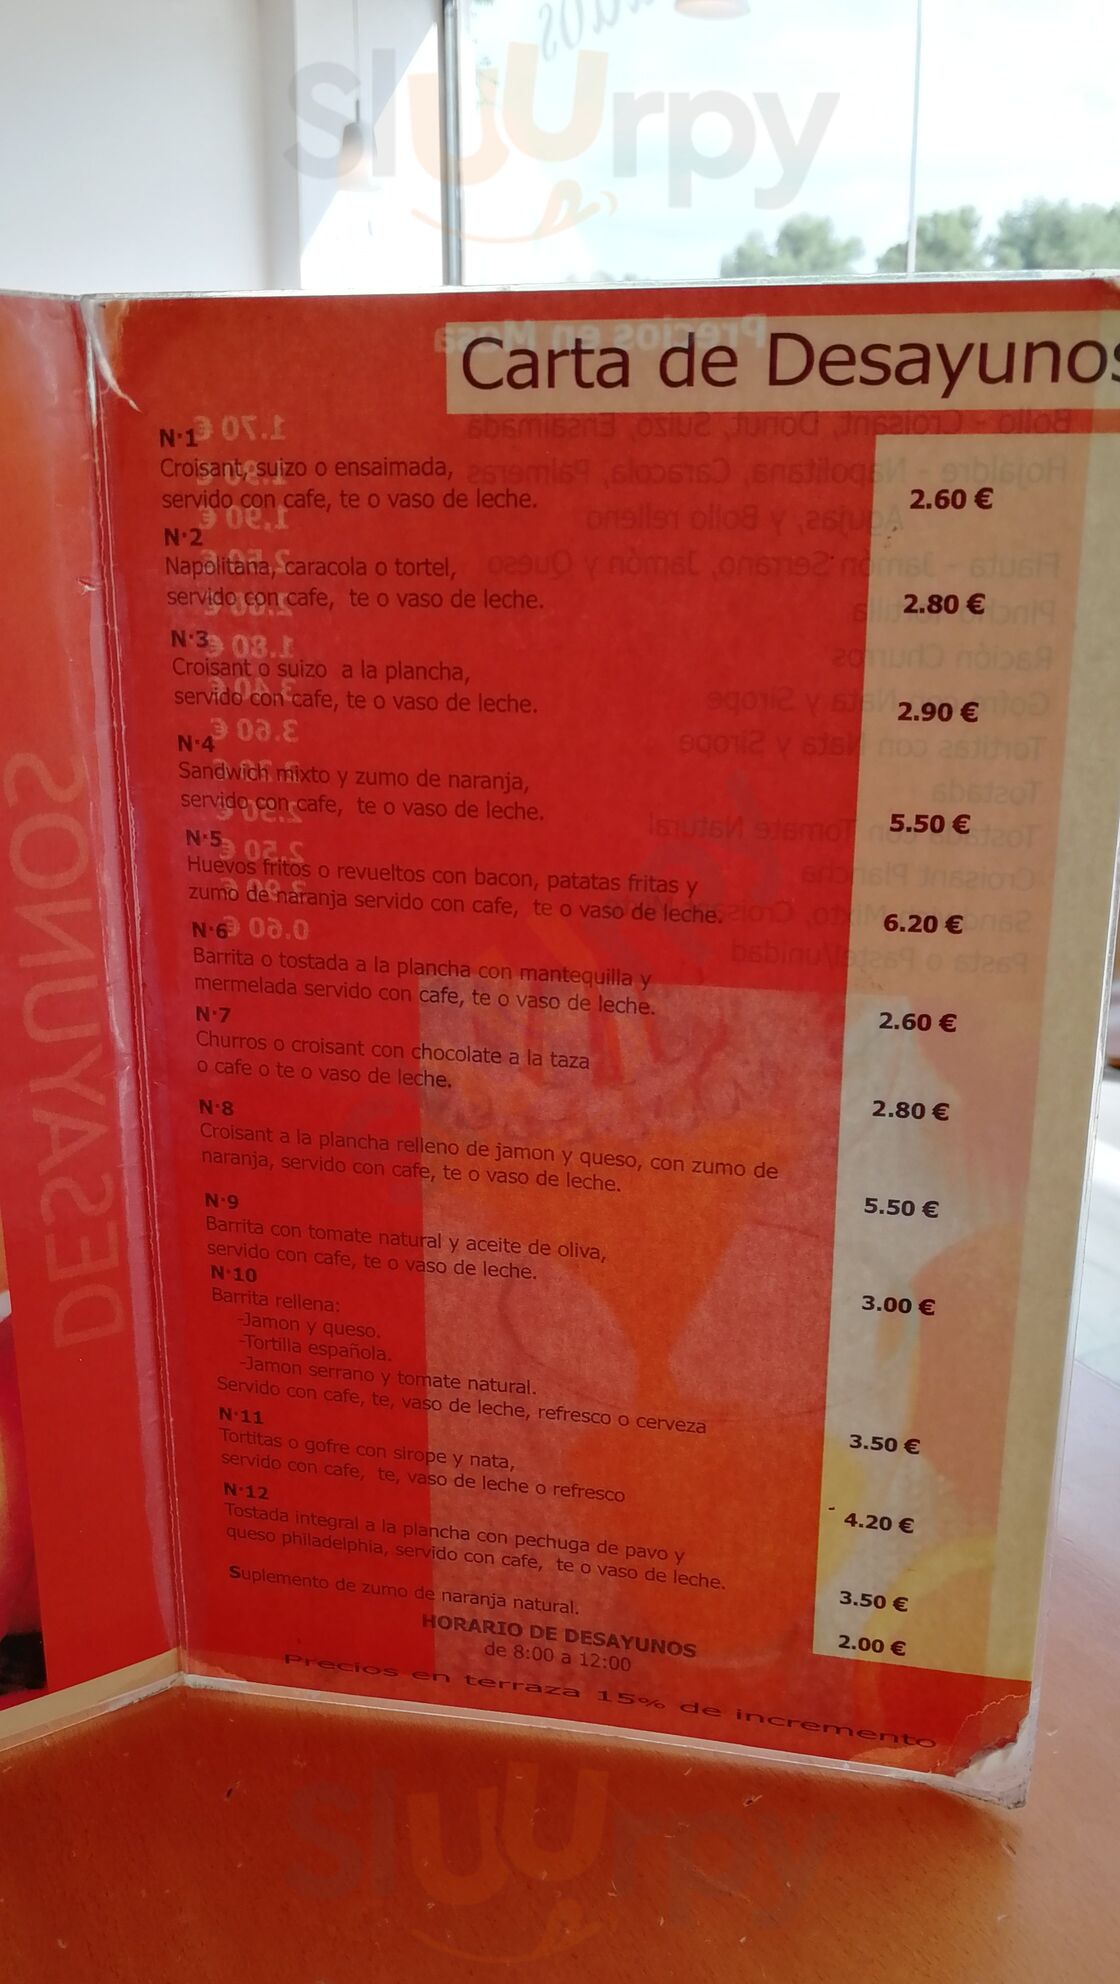 Sluurpy
Carta de Desayunos
N·1
Croisant, suizo o ensaimada,
servido con cafe, te o vaso de leche.
2.60 €
N·2
Napolitana, caracola o tortel,
servido con cafe, te o vaso de leche.
2.80 €
N·3
Croisant o suizo a la plancha,
servido con cafe, te o vaso de leche.
2.90 €
N·4
Sandwich mixto y zumo de naranja,
servido con cafe, te o vaso de leche.
5.50 €
N·5
Huevos fritos o revueltos con bacon, patatas fritas y
zumo de naranja servido con cafe, te o vaso de leche.
6.20 €
N·6
Barrita o tostada a la plancha con mantequilla y
mermelada servido con cafe, te o vaso de leche.
2.60 €
N·7
Churros o croisant con chocolate a la taza
o cafe o te o vaso de leche.
2.80 €
N·8
Croisant a la plancha relleno de jamon y queso, con zumo de
naranja, servido con cafe, te o vaso de leche.
5.50 €
N·9
Barrita con tomate natural y aceite de oliva,
servido con cafe, te o vaso de leche.
3.00 €
N·10
Barrita rellena:
-Jamon y queso.
-Tortilla española.
-Jamon serrano y tomate natural.
Servido con cafe, te, vaso de leche, refresco o cerveza
3.50 €
N·11
Tortitas o gofre con sirope y nata,
servido con cafe, te, vaso de leche o refresco
4.20 €
N·12
Tostada integral a la plancha con pechuga de pavo y
queso philadelphia, servido con cafe, te o vaso de leche.
3.50 €
Suplemento de zumo de naranja natural.
2.00 €
HORARIO DE DESAYUNOS
de 8:00 a 12:00
Precios en terraza 15% de incremento
DESAYUNOS
Sluurpy